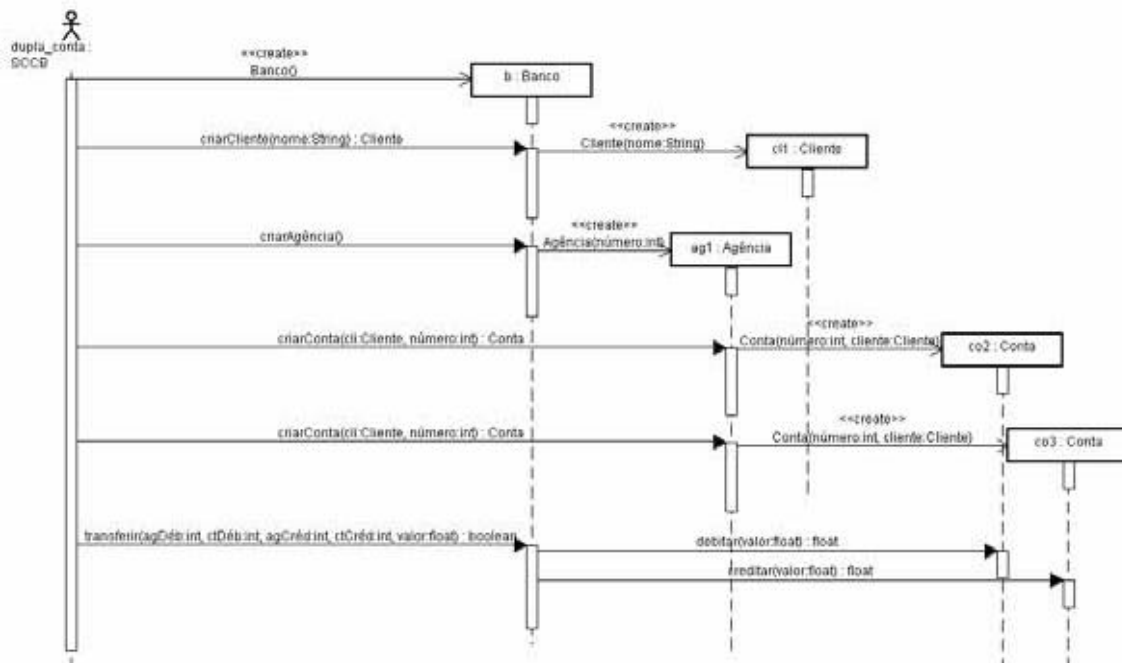 dupla_conta :
SCCB
<<create>>
Banco()
b : Banco
criarCliente(nome:String) : Cliente
<<create>>
Cliente(nome:String)
cli1 : Cliente
criarAgência()
<<create>>
Agência(número:int)
ag1 : Agência
criarConta(cli:Cliente, número:int) : Conta
<<create>>
Conta(número:int, cliente:Cliente)
co2 : Conta
criarConta(cli:Cliente, número:int) : Conta
<<create>>
Conta(número:int, cliente:Cliente)
co3 : Conta
transferir(agDéb:int, ctDéb:int, agCréd:int, ctCréd:int, valor:float) : boolean
debitar(valor:float) : float
creditar(valor:float) : float